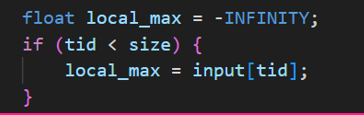 float local_max = -INFINITY;
if (tid < size) {
    local_max = input[tid];
}